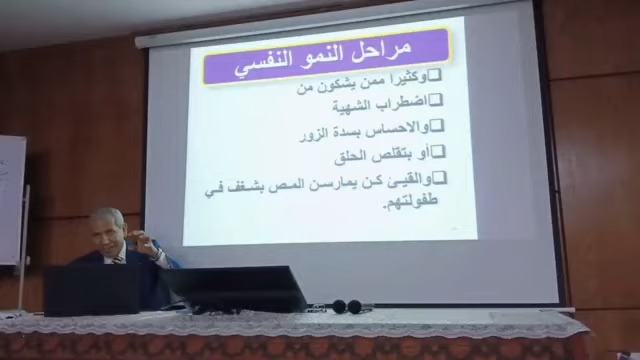 مراحل النمو النفسي
وكثيرا ممن يشكون من
اضطراب الشهية
والاحساس بسدة الزور
أو بتقلص الحلق
والقيئ كن يمارسن المص بشغف في
طفولتهم.